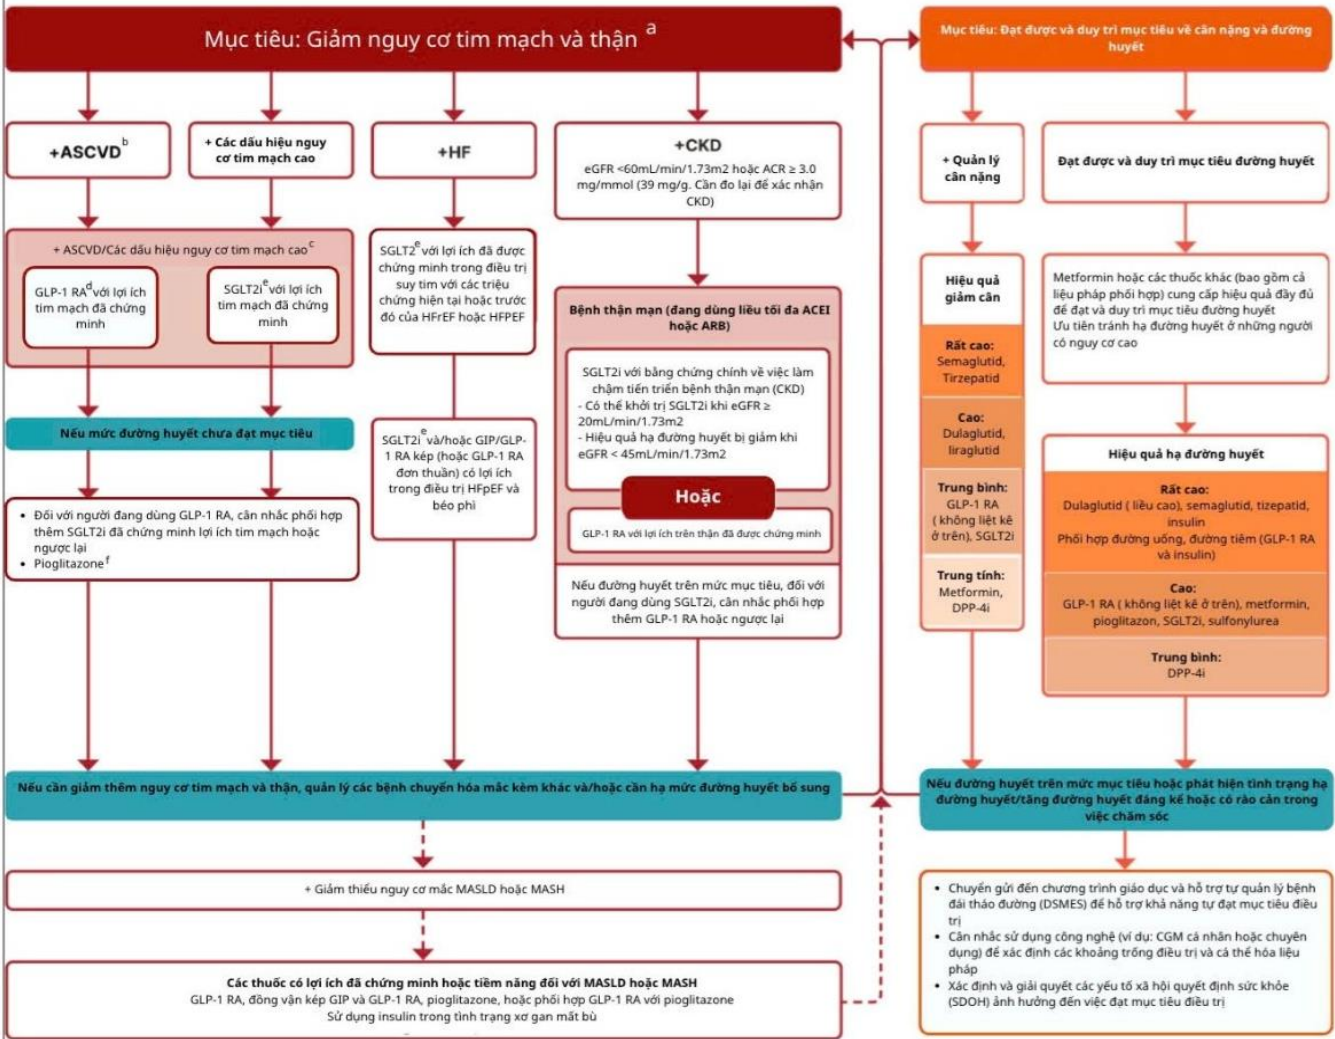 Mục tiêu: Giảm nguy cơ tim mạch và thận a
+ASCVD b
+ Các dấu hiệu nguy
cơ tim mạch cao
+ ASCVD/Các dấu hiệu nguy cơ tim mạch cao c
GLP-1 RA d với lợi ích
tim mạch đã chứng
minh
SGLT2i e với lợi ích
tim mạch đã chứng
minh
Nếu mức đường huyết chưa đạt mục tiêu
• Đối với người đang dùng GLP-1 RA, cân nhắc phối hợp
thêm SGLT2i đã chứng minh lợi ích tim mạch hoặc
ngược lại
• Pioglitazone f
+HF
SGLT2 e với lợi ích đã được
chứng minh trong điều trị
suy tim với các triệu
chứng hiện tại hoặc trước
đó của HFrEF hoặc HFPEF
SGLT2i e và/hoặc GIP/GLP-
1 RA kép (hoặc GLP-1 RA
đơn thuần) có lợi ích
trong điều trị HFpEF và
béo phì
+CKD
eGFR <60mL/min/1.73m2 hoặc ACR ≥ 3.0
mg/mmol (39 mg/g. Cần đo lại để xác nhận
CKD)
Bệnh thận mạn (đang dùng liều tối đa ACEI
hoặc ARB)
SGLT2i với bằng chứng chính về việc làm
chậm tiến triển bệnh thận mạn (CKD)
- Có thể khởi trị SGLT2i khi eGFR ≥
20mL/min/1.73m2
- Hiệu quả hạ đường huyết bị giảm khi
eGFR < 45mL/min/1.73m2
Hoặc
GLP-1 RA với lợi ích trên thận đã được chứng minh
Nếu đường huyết trên mức mục tiêu, đối với
người đang dùng SGLT2i, cân nhắc phối hợp
thêm GLP-1 RA hoặc ngược lại
Nếu cần giảm thêm nguy cơ tim mạch và thận, quản lý các bệnh chuyển hóa mắc kèm khác và/hoặc cần hạ mức đường huyết bổ sung
+ Giảm thiểu nguy cơ mắc MASLD hoặc MASH
Các thuốc có lợi ích đã chứng minh hoặc tiềm năng đối với MASLD hoặc MASH
GLP-1 RA, đồng vận kép GIP và GLP-1 RA, pioglitazone, hoặc phối hợp GLP-1 RA với pioglitazone
Sử dụng insulin trong tình trạng xơ gan mất bù
Mục tiêu: Đạt được và duy trì mục tiêu về cân nặng và đường
huyết
+ Quản lý
cân nặng
Hiệu quả
giảm cân
Rất cao:
Semaglutid,
Tirzepatid
Cao:
Dulaglutid,
liraglutid
Trung bình:
GLP-1 RA
( không liệt kê
ở trên), SGLT2i
Trung tính:
Metformin,
DPP-4i
Đạt được và duy trì mục tiêu đường huyết
Metformin hoặc các thuốc khác (bao gồm cả
liệu pháp phối hợp) cung cấp hiệu quả đầy đủ
để đạt và duy trì mục tiêu đường huyết
Ưu tiên tránh hạ đường huyết ở những người
có nguy cơ cao
Hiệu quả hạ đường huyết
Rất cao:
Dulaglutid ( liều cao), semaglutid, tizepatid,
insulin
Phối hợp đường uống, đường tiêm (GLP-1 RA
và insulin)
Cao:
GLP-1 RA ( không liệt kê ở trên), metformin,
pioglitazon, SGLT2i, sulfonylurea
Trung bình:
DPP-4i
Nếu đường huyết trên mức mục tiêu hoặc phát hiện tình trạng hạ
đường huyết/tăng đường huyết đáng kể hoặc có rào cản trong
việc chăm sóc
• Chuyển gửi đến chương trình giáo dục và hỗ trợ tự quản lý bệnh
đái tháo đường (DSMES) để hỗ trợ khả năng tự đạt mục tiêu điều
trị
• Cân nhắc sử dụng công nghệ (ví dụ: CGM cá nhân hoặc chuyên
dụng) để xác định các khoảng trống điều trị và cá thể hóa liệu
pháp
• Xác định và giải quyết các yếu tố xã hội quyết định sức khỏe
(SDOH) ảnh hưởng đến việc đạt mục tiêu điều trị